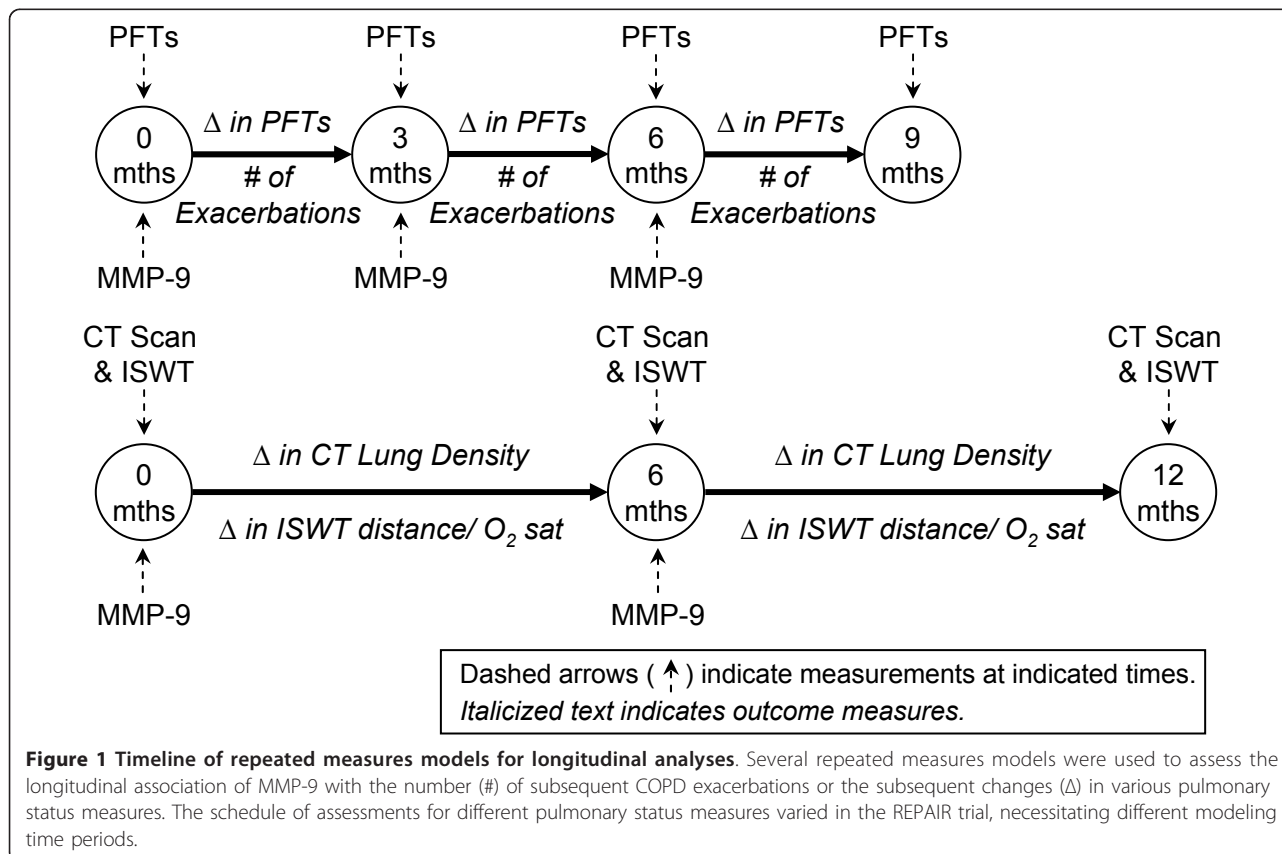 PFTs PFTs PFTs PFTs
0 mths Δ in PFTs 3 mths Δ in PFTs 6 mths Δ in PFTs 9 mths
# of Exacerbations # of Exacerbations # of Exacerbations
MMP-9 MMP-9 MMP-9
CT Scan & ISWT CT Scan & ISWT CT Scan & ISWT
0 mths Δ in CT Lung Density 6 mths Δ in CT Lung Density 12 mths
Δ in ISWT distance/ O₂ sat Δ in ISWT distance/ O₂ sat
MMP-9 MMP-9
Dashed arrows ( ↑ ) indicate measurements at indicated times.
Italicized text indicates outcome measures.
Figure 1 Timeline of repeated measures models for longitudinal analyses. Several repeated measures models were used to assess the
longitudinal association of MMP-9 with the number (#) of subsequent COPD exacerbations or the subsequent changes (Δ) in various pulmonary
status measures. The schedule of assessments for different pulmonary status measures varied in the REPAIR trial, necessitating different modeling
time periods.